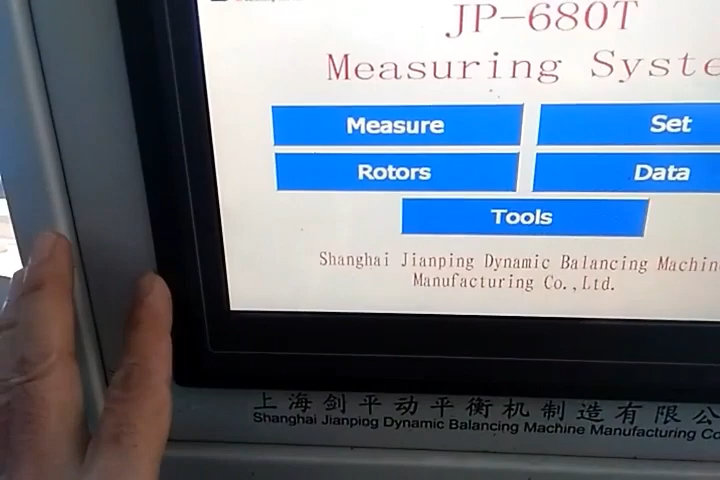 JP-680T
Measuring Syste
Measure
Set
Rotors
Data
Tools
Shanghai Jianping Dynamic Balancing Machin
Manufacturing Co.,Ltd.
上海剑平动平衡机制造有限公
Shanghai Jianping Dynamic Balancing Machine Manufacturing Co